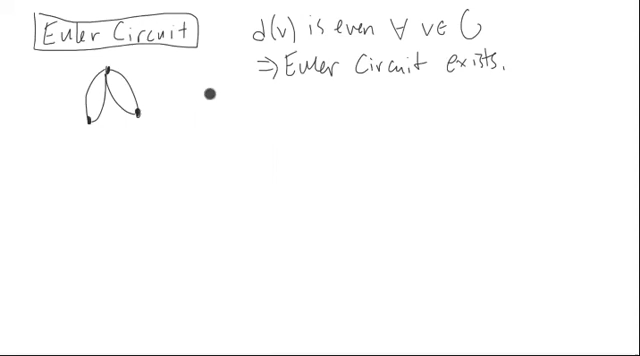 Euler Circuit
d(v) is even ∀ v ∈ G
⇒ Euler Circuit exists.